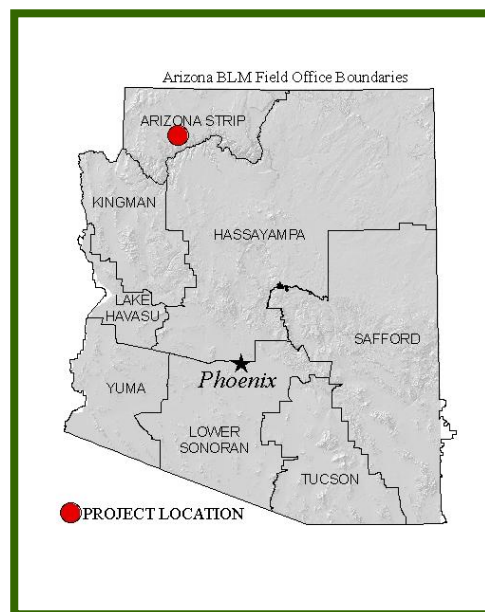 Arizona BLM Field Office Boundaries
ARIZONA STRIP
KINGMAN
HASSAYAMPA
LAKE
HAVASU
SAFFORD
Phoenix
YUMA
LOWER
SONORAN
TUCSON
PROJECT LOCATION